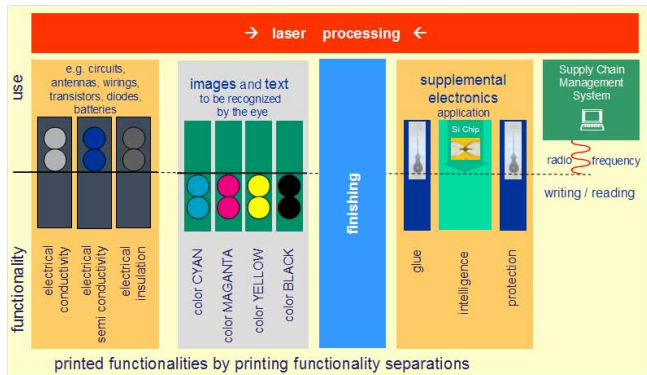 → laser processing ←
use
e.g. circuits,
antennas, wirings,
transistors, diodes,
batteries
images and text
to be recognized
by the eye
supplemental
electronics
application
Si Chip
Supply Chain
Management
System
radio frequency
writing / reading
finishing
functionality
electrical
conductivity
electrical
semi conductivity
electrical
insulation
color CYAN
color MAGANTA
color YELLOW
color BLACK
glue
intelligence
protection
printed functionalities by printing functionality separations